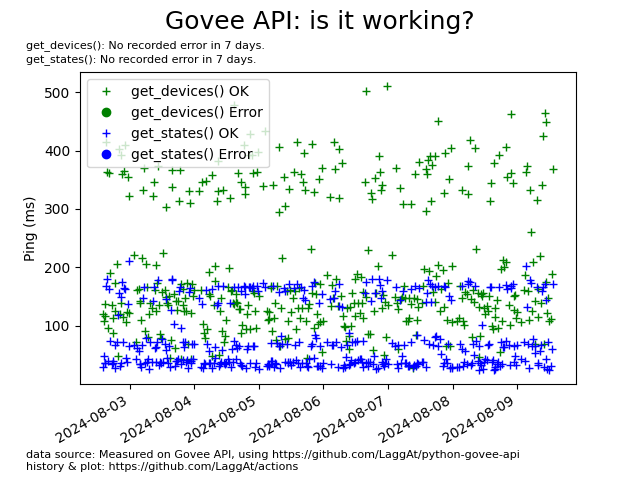 Govee API: is it working?
get_devices(): No recorded error in 7 days.
get_states(): No recorded error in 7 days.
get_devices() OK
get_devices() Error
get_states() OK
get_states() Error
Ping (ms)
500
400
300
200
100
2024-08-03
2024-08-04
2024-08-05
2024-08-06
2024-08-07
2024-08-08
2024-08-09
data source: Measured on Govee API, using https://github.com/LaggAt/python-govee-api
history & plot: https://github.com/LaggAt/actions